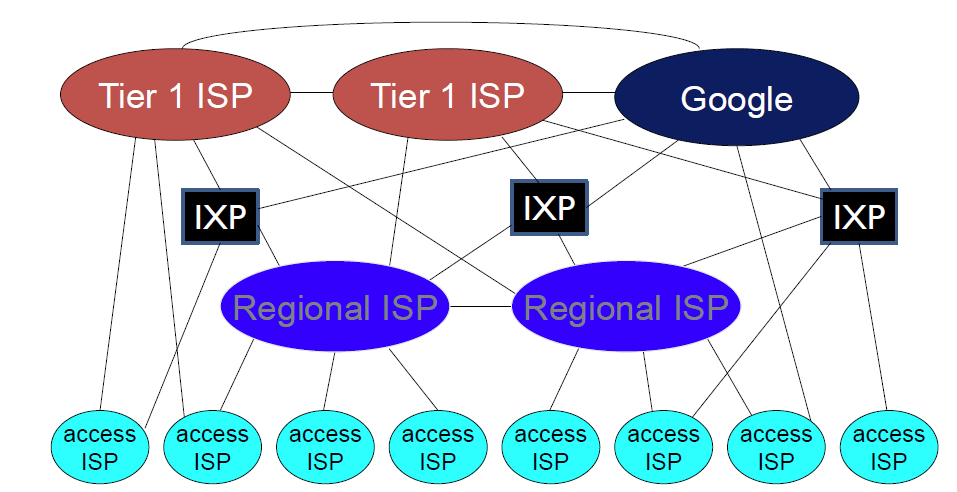 Tier 1 ISP
Tier 1 ISP
Google
IXP
IXP
IXP
Regional ISP
Regional ISP
access
ISP
access
ISP
access
ISP
access
ISP
access
ISP
access
ISP
access
ISP
access
ISP